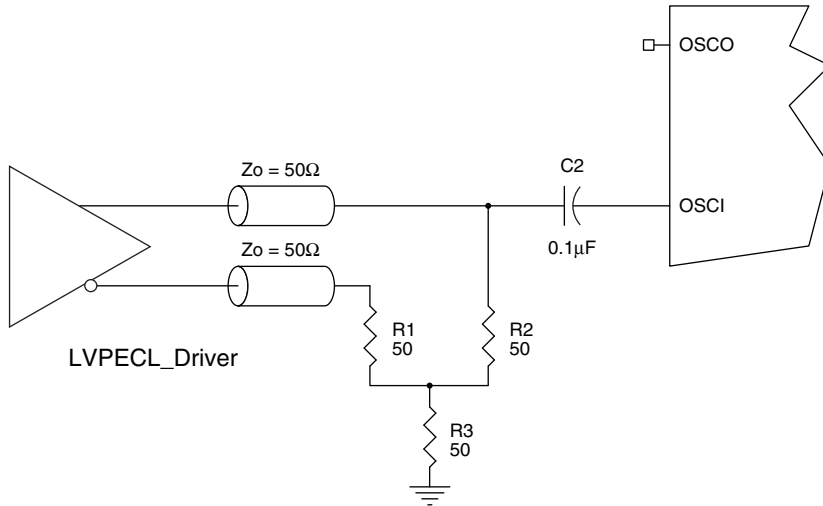 OSCO
Zo = 50Ω
C2
OSCI
0.1μF
Zo = 50Ω
R1
50
R2
50
LVPECL_Driver
R3
50